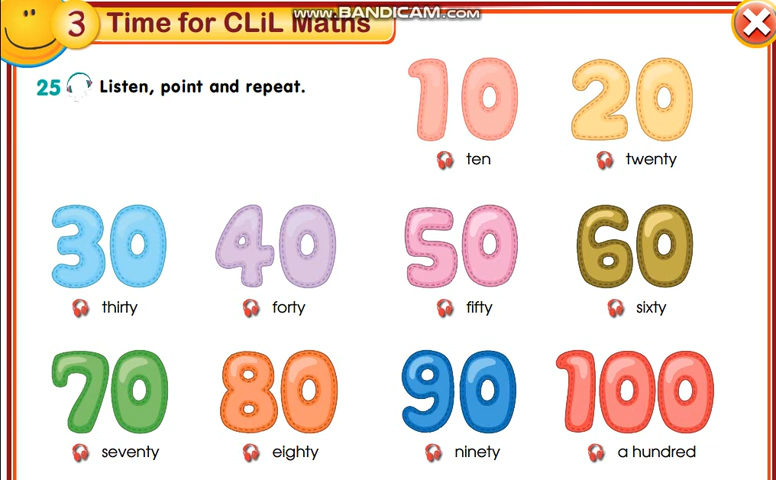 www.BANDICAM.com
3 Time for CLiL Maths
25 Listen, point and repeat.
10 20
ten twenty
30 40 50 60
thirty forty fifty sixty
70 80 90 100
seventy eighty ninety a hundred